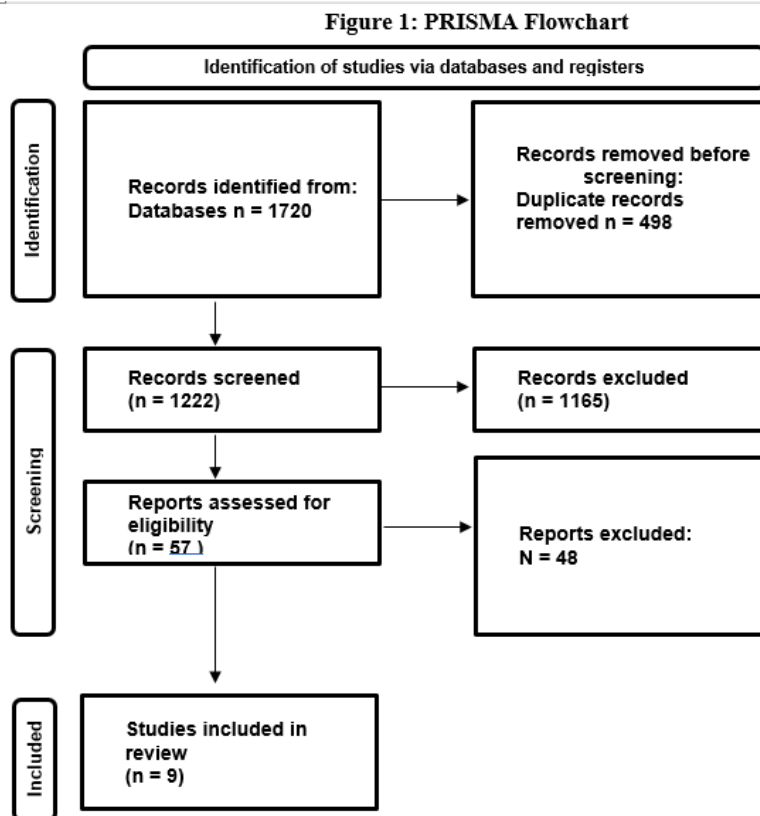 Figure 1: PRISMA Flowchart
Identification of studies via databases and registers
Identification
Records identified from:
Databases n = 1720
Records removed before
screening:
Duplicate records
removed n = 498
Screening
Records screened
(n = 1222)
Records excluded
(n = 1165)
Reports assessed for
eligibility
(n = 57 )
Reports excluded:
N = 48
Included
Studies included in
review
(n = 9)